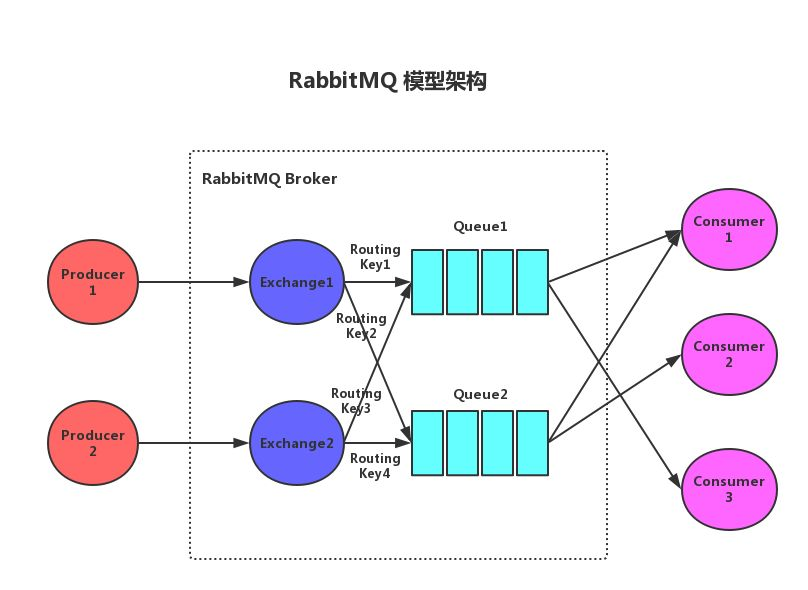 RabbitMQ 模型架构
RabbitMQ Broker
Producer
1
Exchange1
Routing
Key1
Queue1
Consumer
1
Routing
Key2
Consumer
2
Routing
Key3
Queue2
Producer
2
Exchange2
Routing
Key4
Consumer
3